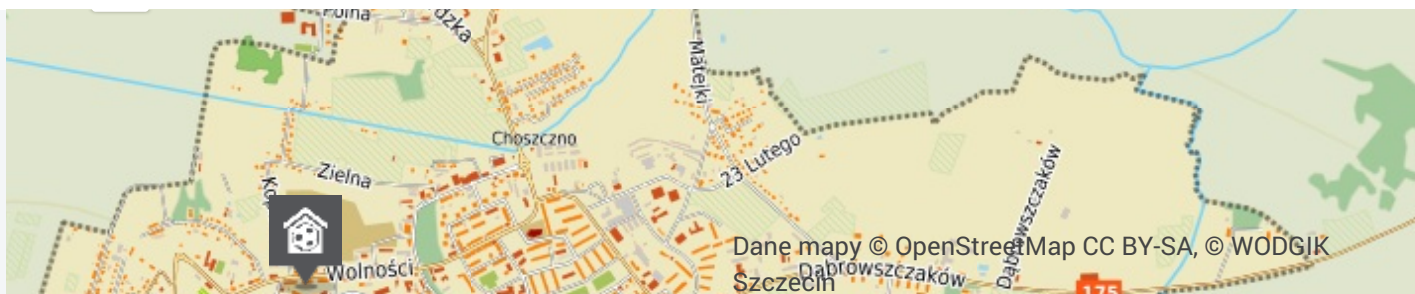 Polna
Matejki
Choszczno
23 Lutego
Zielna
Dąbrowszczaków
Dane mapy © OpenStreetMap CC BY-SA, © WODGIK
Szczecin
Wolności
Dąbrowszczaków
175